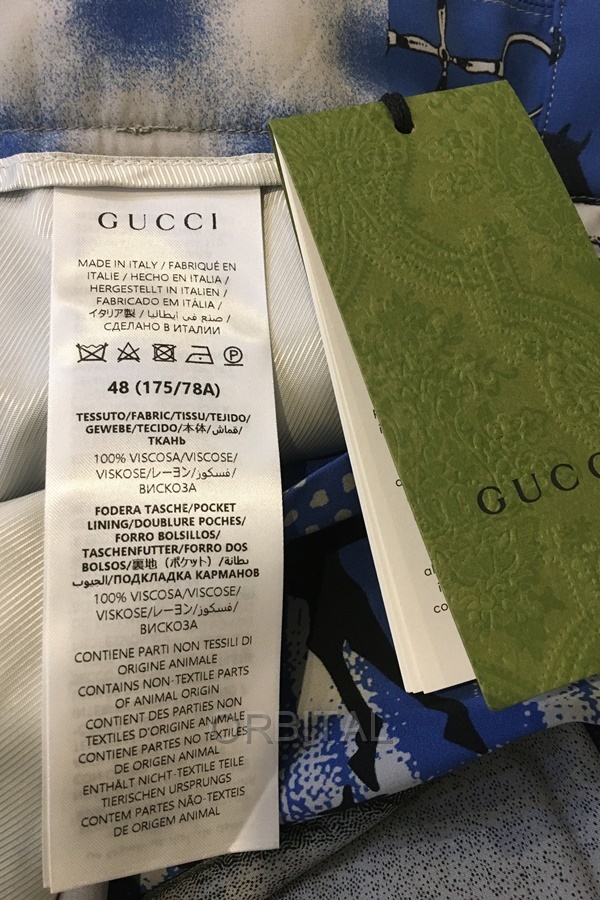 GUCCI
MADE IN ITALY / FABRIQUÉ EN
ITALIE / HECHO EN ITALIA /
HERGESTELLT IN ITALIEN /
FABRICADO EM ITÁLIA /
イタリア製 / صنع في ايطاليا /
СДЕЛАНО В ИТАЛИИ
48 (175/78A)
TESSUTO/FABRIC/TISSU/TEJIDO/
GEWEBE/TECIDO/本体/قماش/
ТКАНЬ
100% VISCOSA/VISCOSE/
VISKOSE/レーヨン/فسكوز/
ВИСКОЗА
FODERA TASCHE/POCKET
LINING/DOUBLURE POCHES/
FORRO BOLSILLOS/
TASCHENFUTTER/FORRO DOS
BOLSOS/裏地 (ポケット)/بطانة
الجيوب/ПОДКЛАДКА КАРМАНОВ
100% VISCOSA/VISCOSE/
VISKOSE/レーヨン/فسكوز/
ВИСКОЗА
CONTIENE PARTI NON TESSILI DI
ORIGINE ANIMALE
CONTAINS NON-TEXTILE PARTS
OF ANIMAL ORIGIN
CONTIENT DES PARTIES NON
TEXTILES D'ORIGINE ANIMALE
CONTIENE PARTES NO TEXTILES
DE ORIGEN ANIMAL
ENTHÄLT NICHT-TEXTILE TEILE
TIERISCHEN URSPRUNGS
CONTÉM PARTES NÃO-TEXTEIS
DE ORIGEM ANIMAL
GUCC
ORBITAL